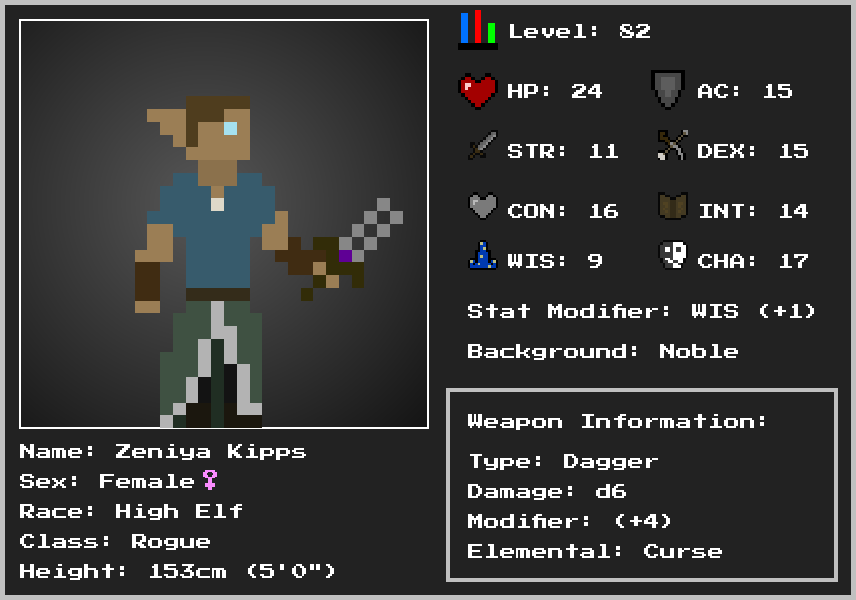 Level: 82
HP: 24 AC: 15
STR: 11 DEX: 15
CON: 16 INT: 14
WIS: 9 CHA: 17
Stat Modifier: WIS (+1)
Background: Noble
Weapon Information:
Type: Dagger
Damage: d6
Modifier: (+4)
Elemental: Curse
Name: Zeniya Kipps
Sex: Female♀
Race: High Elf
Class: Rogue
Height: 153cm (5'0")